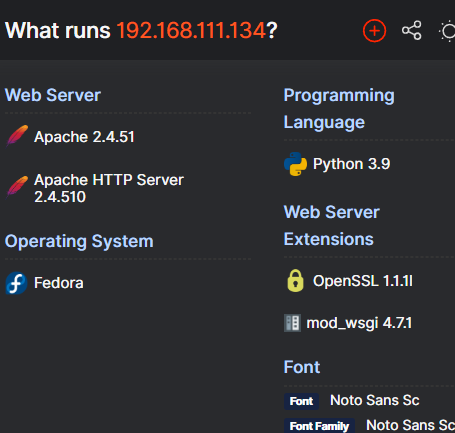 What runs 192.168.111.134?
Web Server
Apache 2.4.51
Apache HTTP Server
2.4.510
Operating System
Fedora
Programming
Language
Python 3.9
Web Server
Extensions
OpenSSL 1.1.1l
mod_wsgi 4.7.1
Font
Font Noto Sans Sc
Font Family Noto Sans Sc